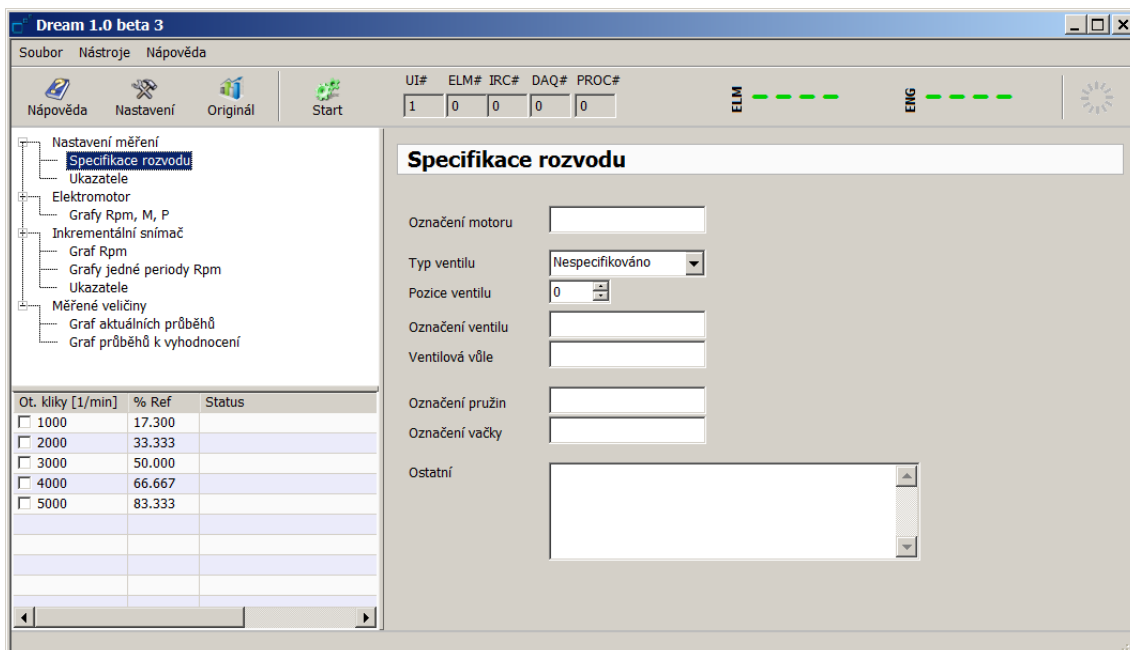 Dream 1.0 beta 3
Soubor Nástroje Nápověda
Nápověda Nastavení Originál Start
UI# ELM# IRC# DAQ# PROC#
1 0 0 0 0
ELM – – – –
ENG – – – –
Nastavení měření
Specifikace rozvodu
Ukazatele
Elektromotor
Grafy Rpm, M, P
Inkrementální snímač
Graf Rpm
Grafy jedné periody Rpm
Ukazatele
Měřené veličiny
Graf aktuálních průběhů
Graf průběhů k vyhodnocení
Ot. kliky [1/min] % Ref Status
1000 17.300
2000 33.333
3000 50.000
4000 66.667
5000 83.333
Specifikace rozvodu
Označení motoru
Typ ventilu Nespecifikováno
Pozice ventilu 0
Označení ventilu
Ventilová vůle
Označení pružin
Označení vačky
Ostatní